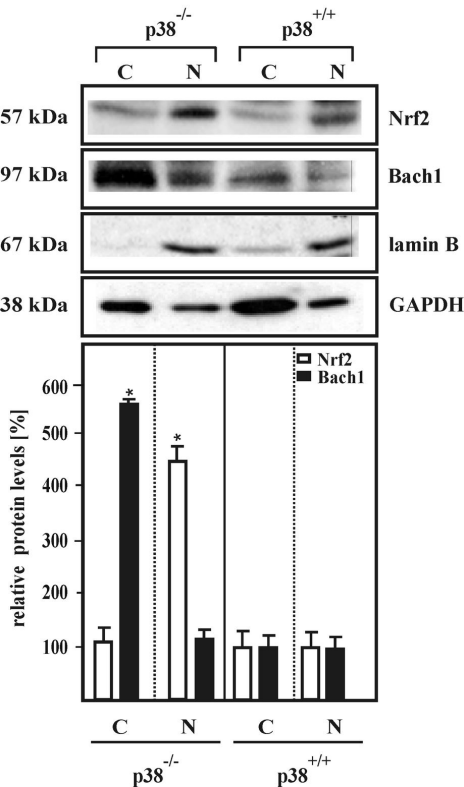 p38-/- p38+/+
C N C N
57 kDa Nrf2
97 kDa Bach1
67 kDa lamin B
38 kDa GAPDH
Nrf2
Bach1
relative protein levels [%]
600
500
400
300
200
100
* *
C N C N
p38-/- p38+/+